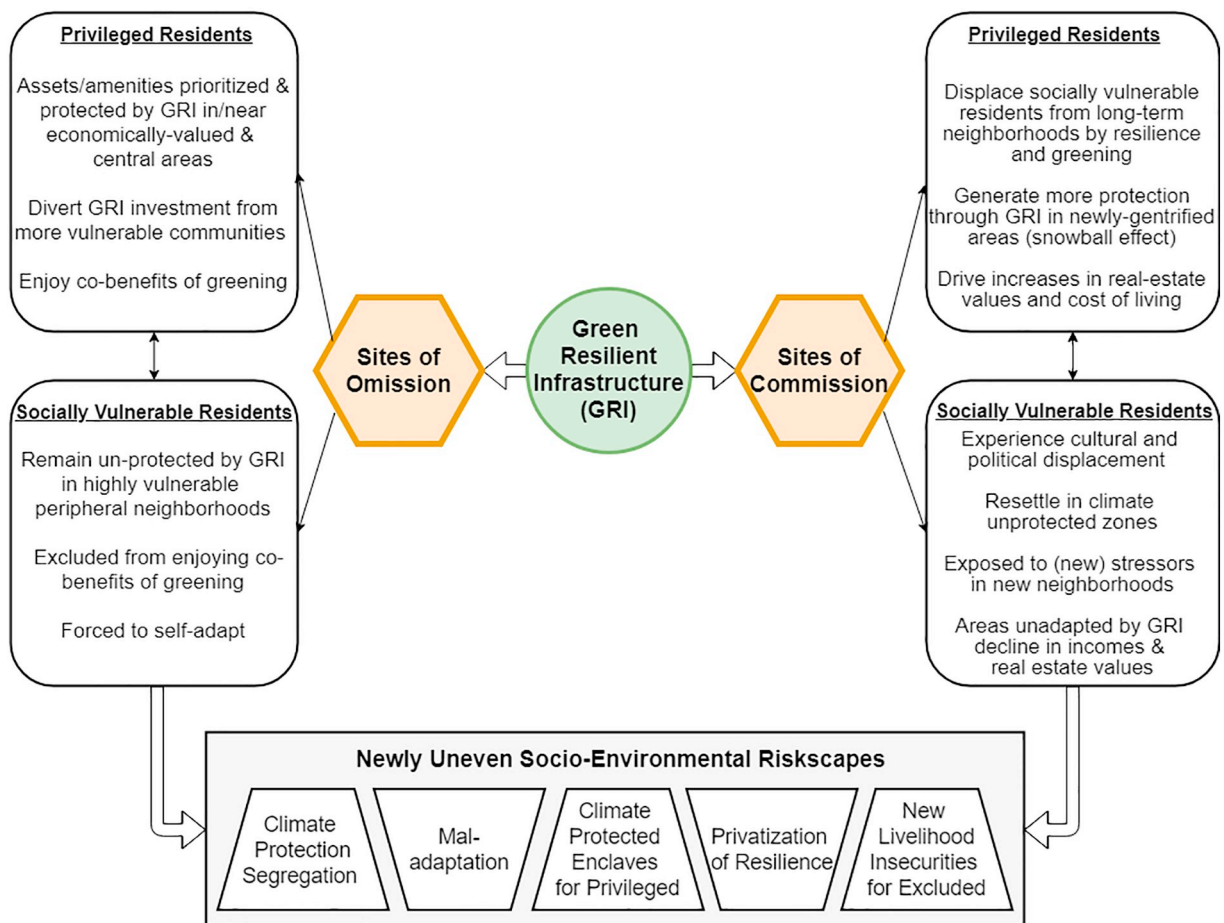 Privileged Residents
Assets/amenities prioritized &
protected by GRI in/near
economically-valued &
central areas
Divert GRI investment from
more vulnerable communities
Enjoy co-benefits of greening
Socially Vulnerable Residents
Remain un-protected by GRI
in highly vulnerable
peripheral neighborhoods
Excluded from enjoying co-
benefits of greening
Forced to self-adapt
Sites of
Omission
Green
Resilient
Infrastructure
(GRI)
Sites of
Commission
Privileged Residents
Displace socially vulnerable
residents from long-term
neighborhoods by resilience
and greening
Generate more protection
through GRI in newly-gentrified
areas (snowball effect)
Drive increases in real-estate
values and cost of living
Socially Vulnerable Residents
Experience cultural and
political displacement
Resettle in climate
unprotected zones
Exposed to (new) stressors
in new neighborhoods
Areas unadapted by GRI
decline in incomes &
real estate values
Newly Uneven Socio-Environmental Riskscapes
Climate
Protection
Segregation
Mal-
adaptation
Climate
Protected
Enclaves
for Privileged
Privatization
of Resilience
New
Livelihood
Insecurities
for Excluded